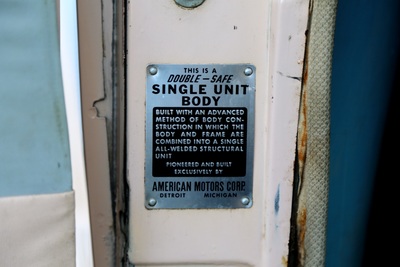 THIS IS A
DOUBLE-SAFE
SINGLE UNIT
BODY
BUILT WITH AN ADVANCED
METHOD OF BODY CON-
STRUCTION IN WHICH THE
BODY AND FRAME ARE
COMBINED INTO A SINGLE
ALL-WELDED STRUCTURAL
UNIT
PIONEERED AND BUILT
EXCLUSIVELY BY
AMERICAN MOTORS CORP.
DETROIT MICHIGAN